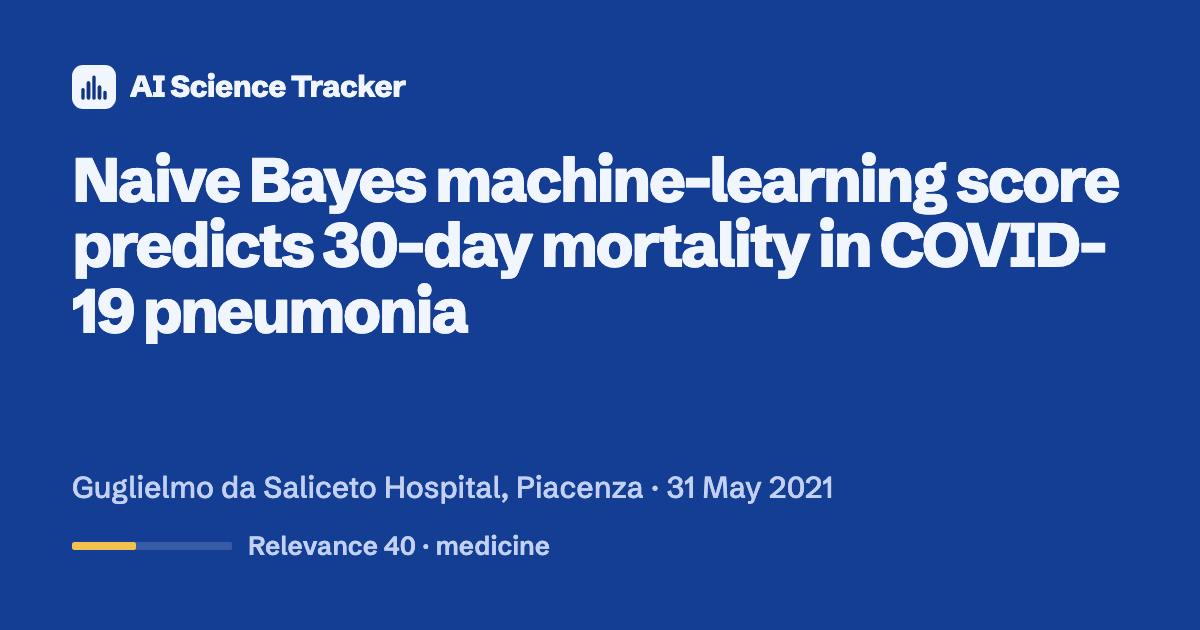 AI Science Tracker
Naive Bayes machine-learning score
predicts 30-day mortality in COVID-
19 pneumonia
Guglielmo da Saliceto Hospital, Piacenza · 31 May 2021
Relevance 40 · medicine